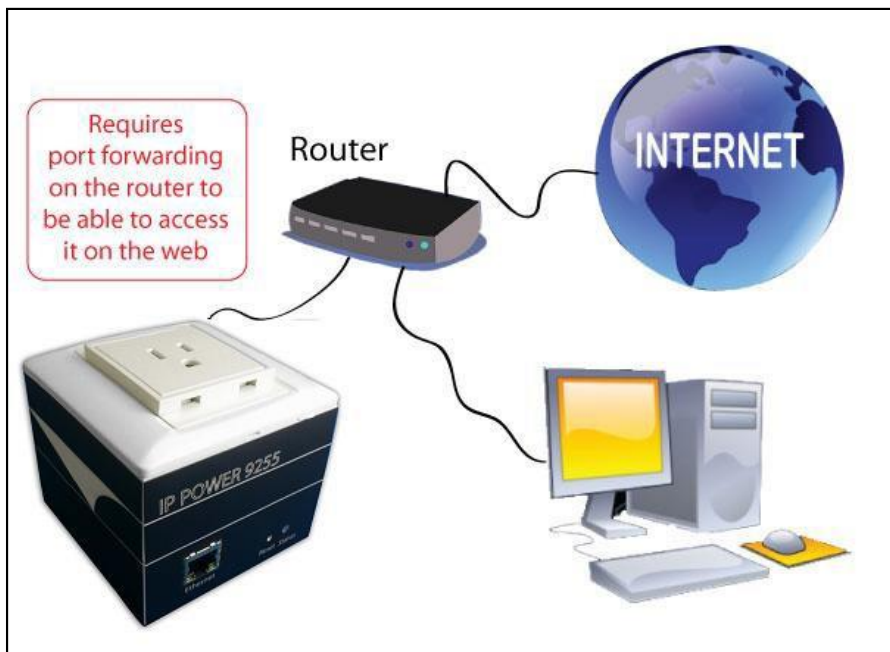 Requires
port forwarding
on the router to
be able to access
it on the web
Router
INTERNET
IP POWER 9255
Ethernet
Reset